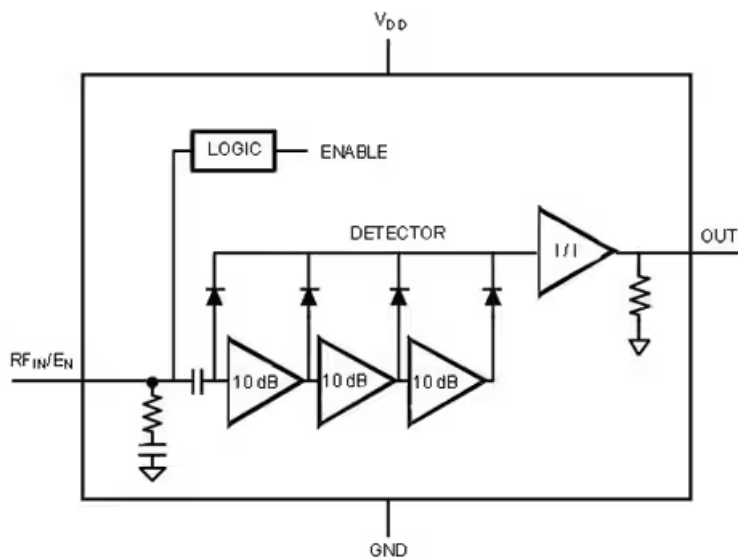 VDD
LOGIC
ENABLE
DETECTOR
I / I
OUT
RFIN/EN
10 dB
10 dB
10 dB
GND